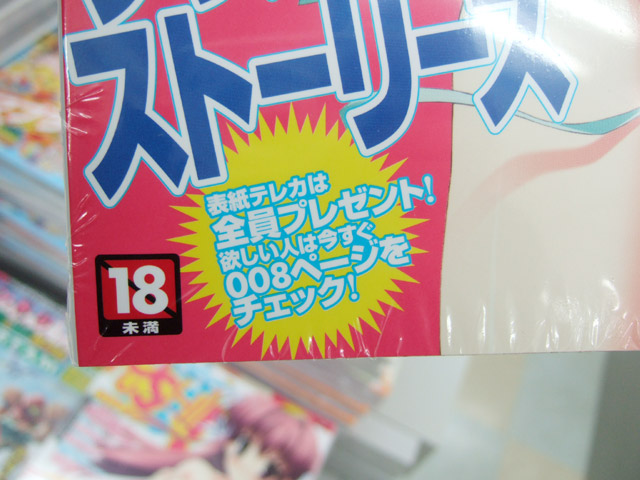 ストーリーズ
表紙テレカは
全員プレゼント!
欲しい人は今すぐ
008ページを
チェック!
18
未満